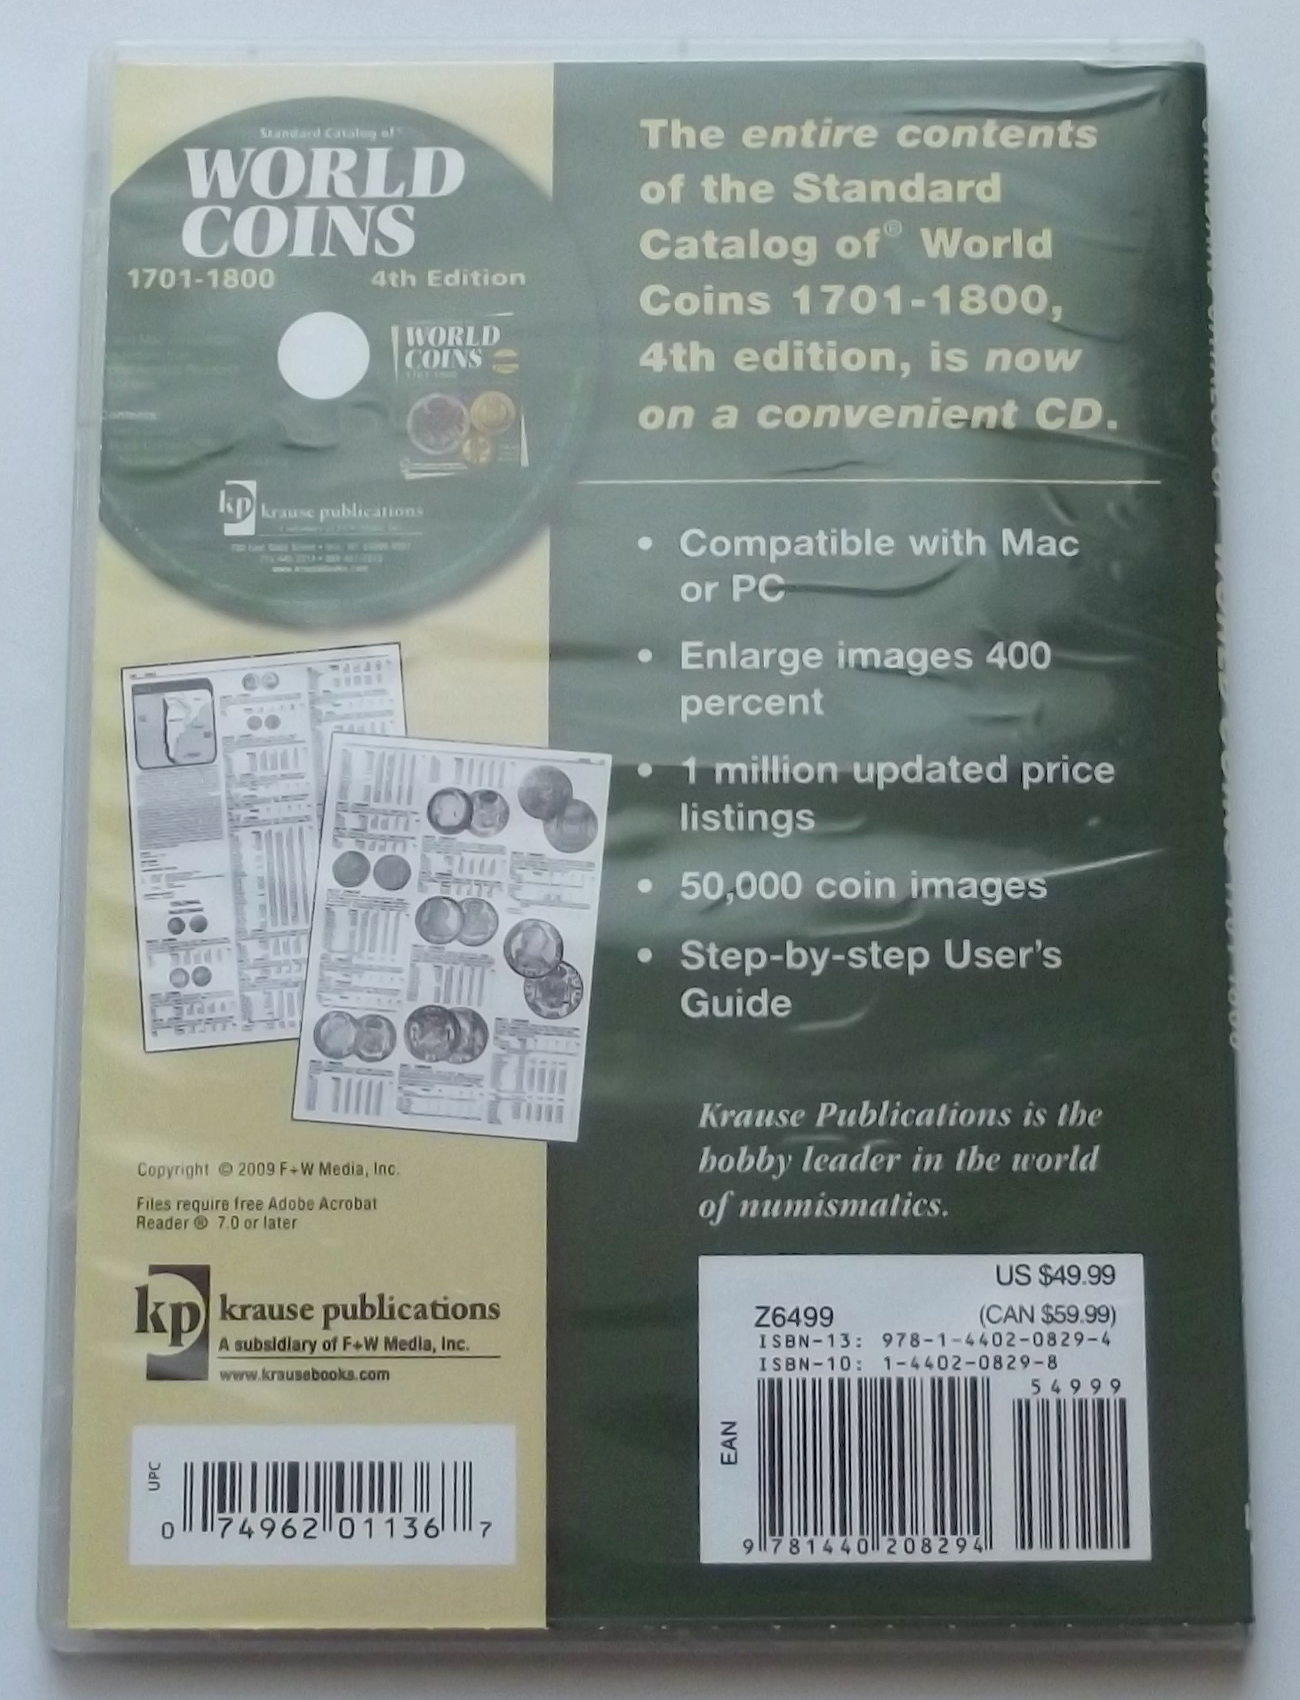 Standard Catalog of
WORLD
COINS
1701-1800 4th Edition
WORLD
COINS
1701-1800
Contents
kp krause publications
www.krausebooks.com
The entire contents
of the Standard
Catalog of® World
Coins 1701-1800,
4th edition, is now
on a convenient CD.
• Compatible with Mac
or PC
• Enlarge images 400
percent
• 1 million updated price
listings
• 50,000 coin images
• Step-by-step User's
Guide
Krause Publications is the
hobby leader in the world
of numismatics.
Copyright © 2009 F+W Media, Inc.
Files require free Adobe Acrobat
Reader ® 7.0 or later
kp krause publications
A subsidiary of F+W Media, Inc.
www.krausebooks.com
UPC
0 74962 01136 7
US $49.99
Z6499 (CAN $59.99)
ISBN-13: 978-1-4402-0829-4
ISBN-10: 1-4402-0829-8
54999
EAN
9 781440 208294